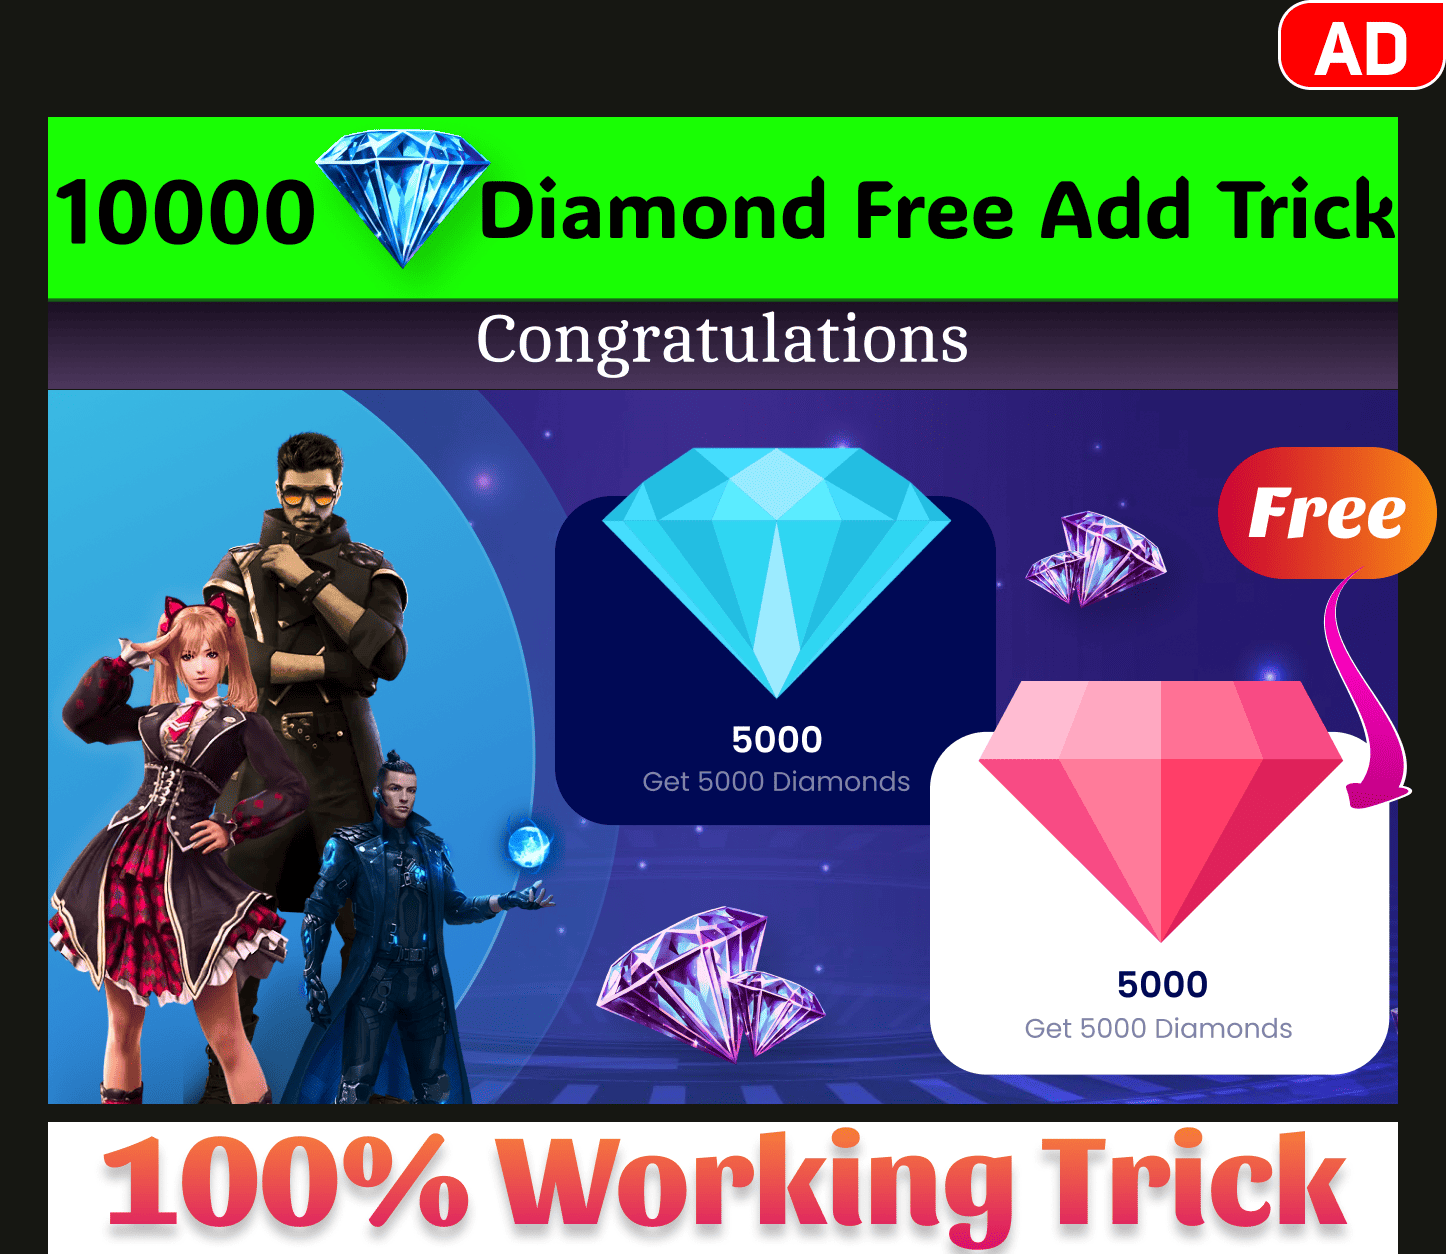 AD
10000 Diamond Free Add Trick
Congratulations
Free
5000
Get 5000 Diamonds
5000
Get 5000 Diamonds
100% Working Trick